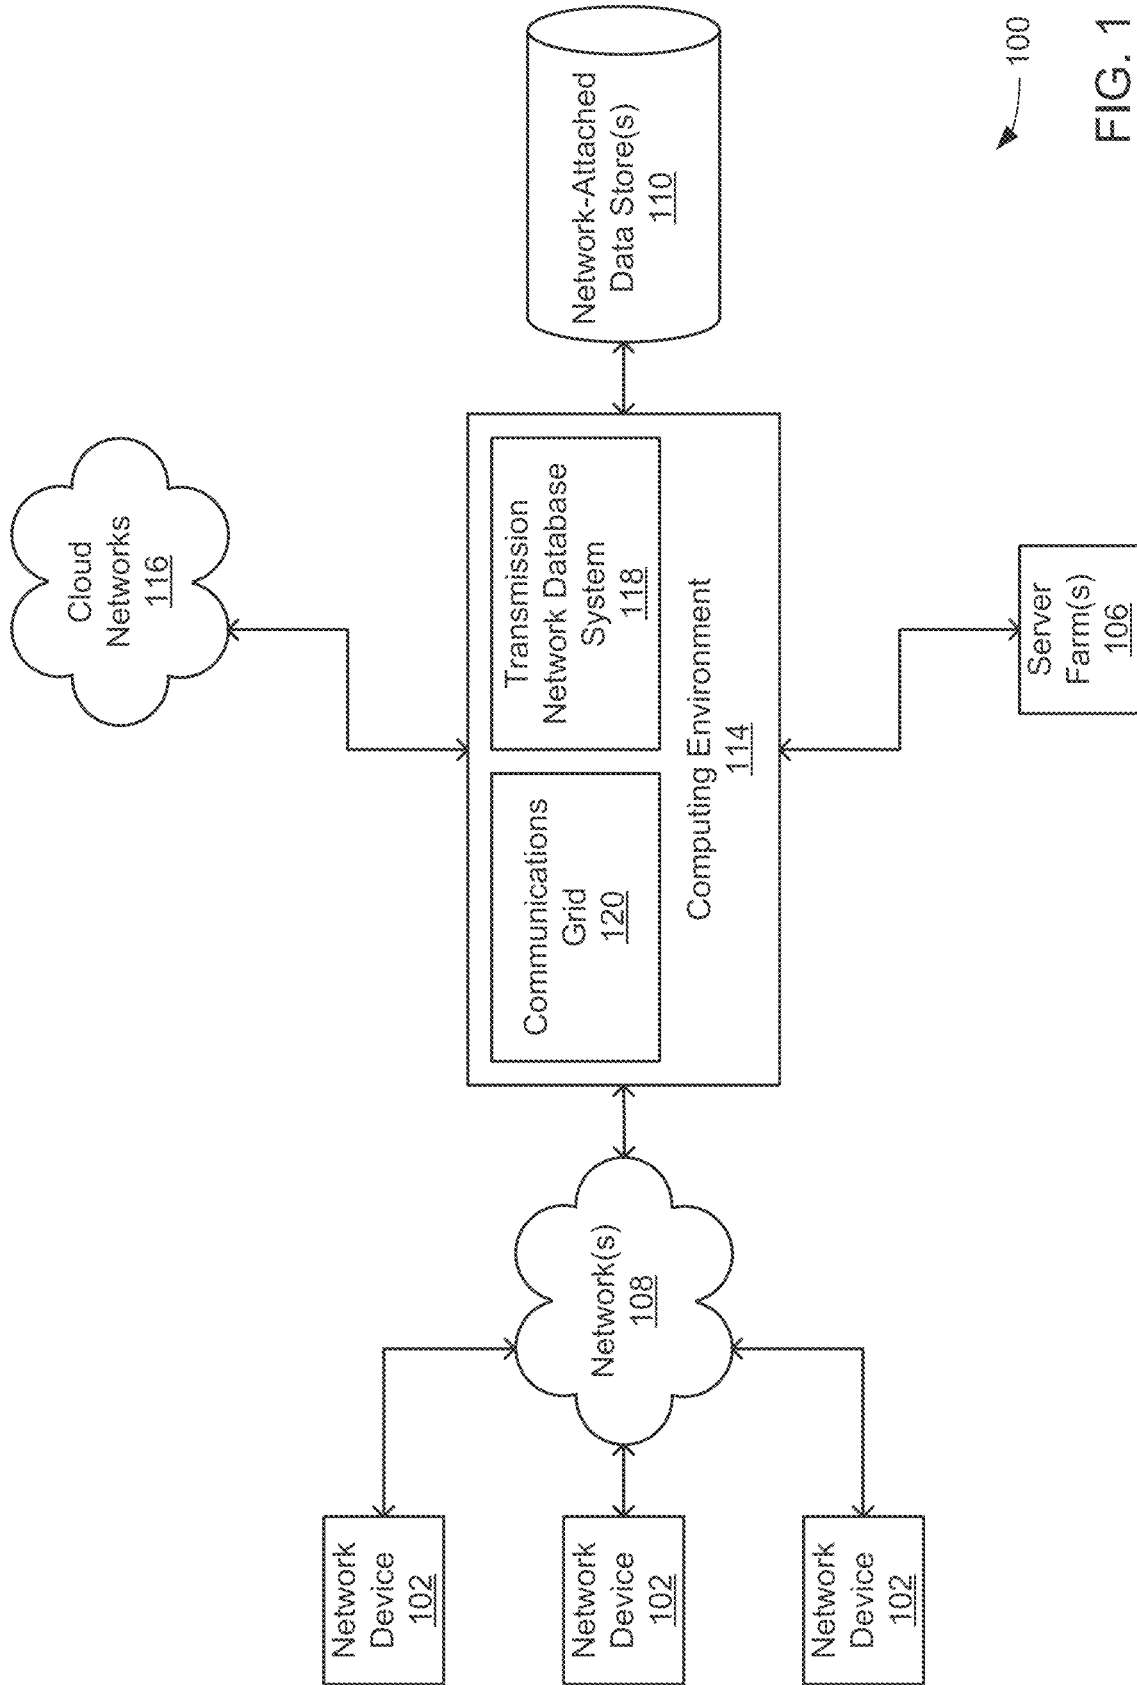 Cloud
Networks
116
Network
Device
102
Network
Device
102
Network
Device
102
Network(s)
108
Communications
Grid
120
Transmission
Network Database
System
118
Computing Environment
114
Network-Attached
Data Store(s)
110
Server
Farm(s)
106
100
FIG. 1